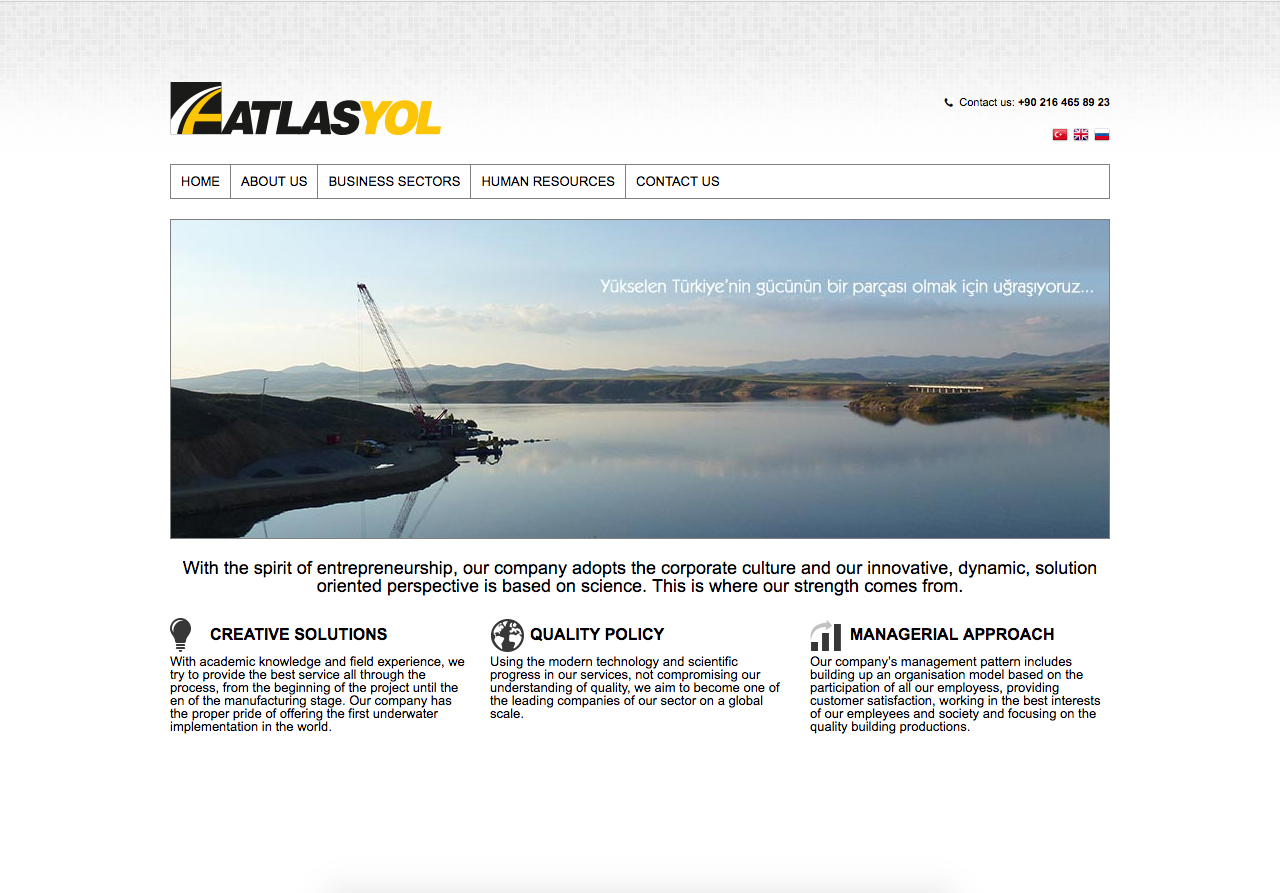 ATLASYOL
Contact us: +90 216 465 89 23
HOME
ABOUT US
BUSINESS SECTORS
HUMAN RESOURCES
CONTACT US
Yükselen Türkiye'nin gücünün bir parçası olmak için uğraşıyoruz...
With the spirit of entrepreneurship, our company adopts the corporate culture and our innovative, dynamic, solution
oriented perspective is based on science. This is where our strength comes from.
CREATIVE SOLUTIONS
With academic knowledge and field experience, we
try to provide the best service all through the
process, from the beginning of the project until the
en of the manufacturing stage. Our company has
the proper pride of offering the first underwater
implementation in the world.
QUALITY POLICY
Using the modern technology and scientific
progress in our services, not compromising our
understanding of quality, we aim to become one of
the leading companies of our sector on a global
scale.
MANAGERIAL APPROACH
Our company's management pattern includes
building up an organisation model based on the
participation of all our employess, providing
customer satisfaction, working in the best interests
of our empleyees and society and focusing on the
quality building productions.